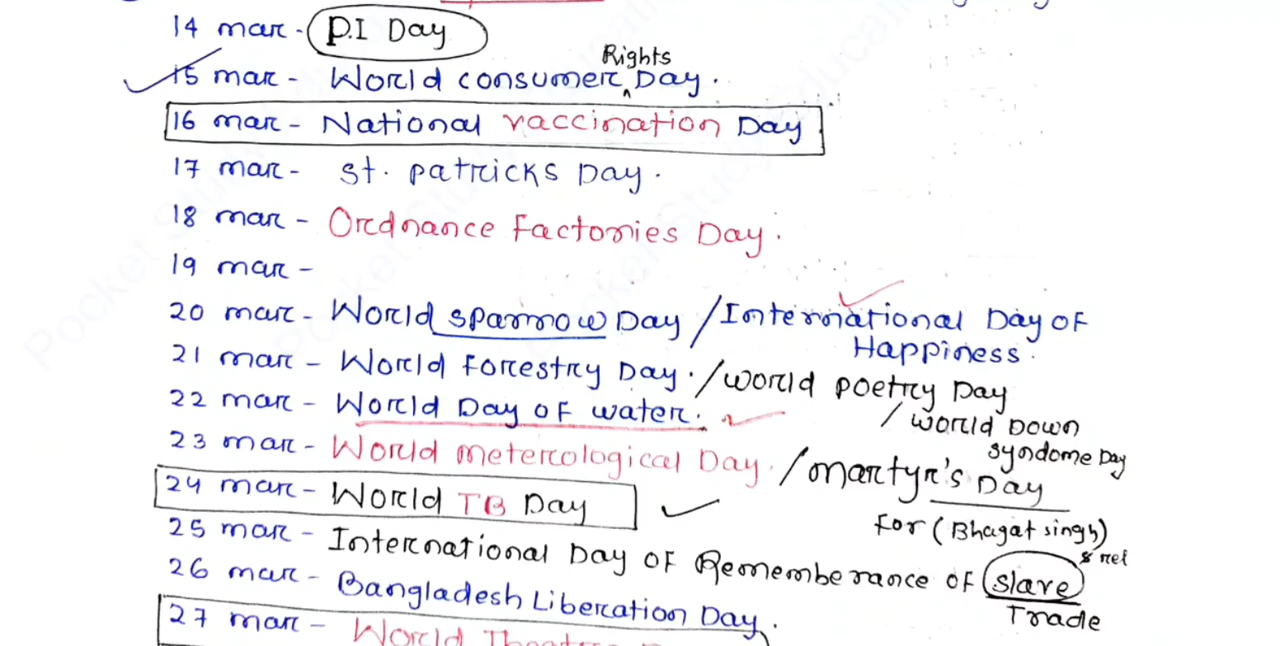 14 mar - P.I Day
Rights
15 mar - World consumer ^ Day.
16 mar - National vaccination Day
17 mar - St. patricks Day.
18 mar - Ordnance Factories Day.
19 mar -
20 mar - World sparrow Day / International Day OF
Happiness.
21 mar - World Forestry Day. / world poetry Day
22 mar - World Day of water. / world Down
syndome Day
23 mar - World meterological Day. / martyr's Day
24 mar - World TB Day
For (Bhagat singh)
25 mar - International Day OF Rememberance OF slave
Trade
26 mar - Bangladesh Liberation Day.
27 mar - World